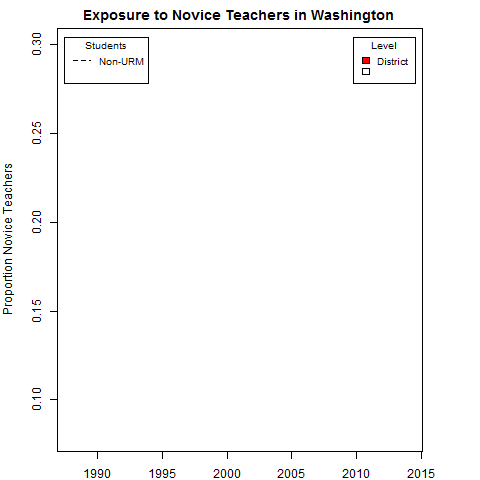 Exposure to Novice Teachers in Washington
Students
Non-URM
Level
District
Proportion Novice Teachers
0.30
0.25
0.20
0.15
0.10
1990 1995 2000 2005 2010 2015